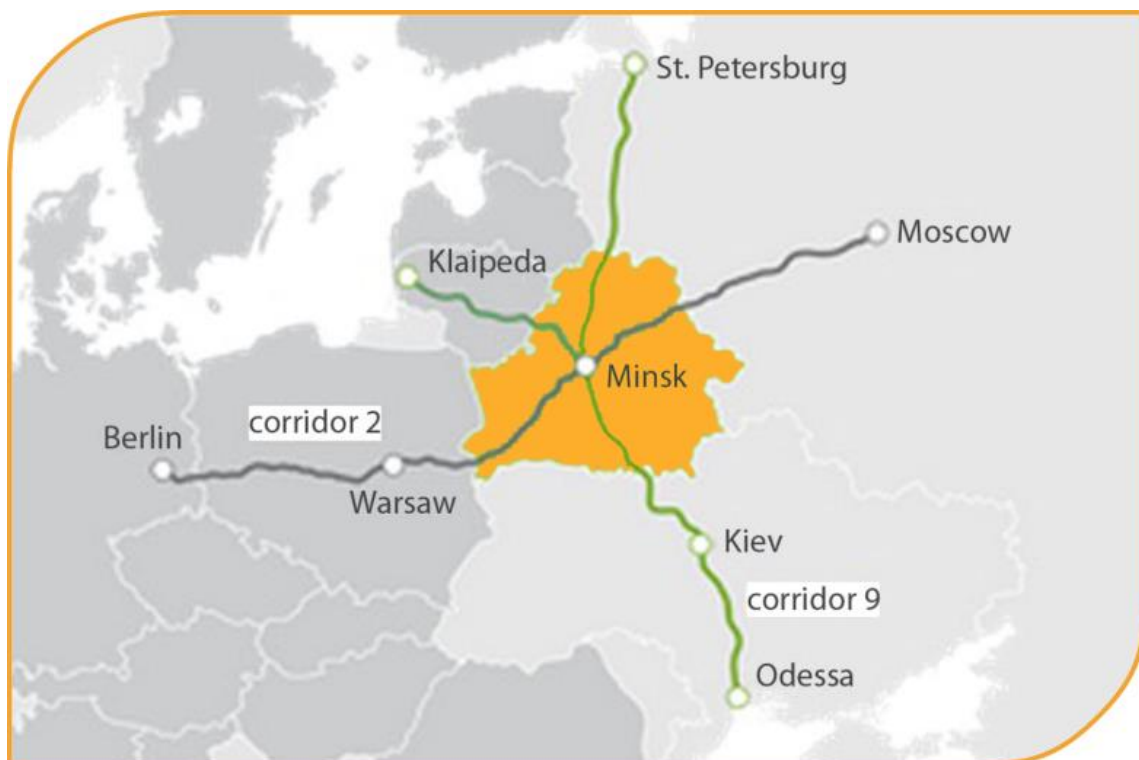 St. Petersburg
Moscow
Klaipeda
Minsk
corridor 2
Berlin
Warsaw
Kiev
corridor 9
Odessa